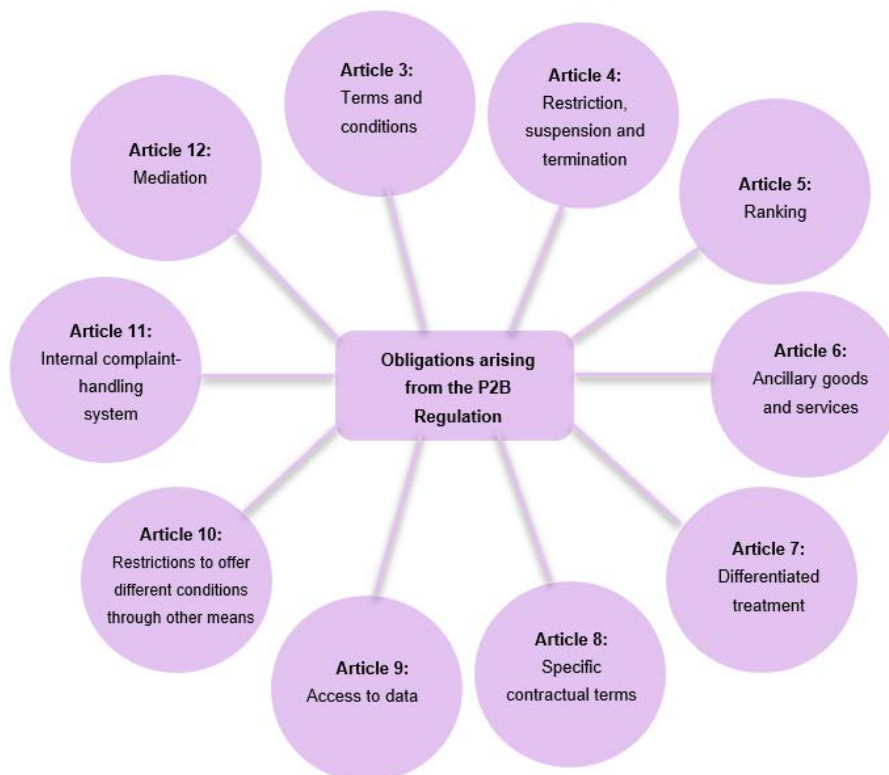 Obligations arising
from the P2B
Regulation
Article 3:
Terms and
conditions
Article 4:
Restriction,
suspension and
termination
Article 5:
Ranking
Article 6:
Ancillary goods
and services
Article 7:
Differentiated
treatment
Article 8:
Specific
contractual terms
Article 9:
Access to data
Article 10:
Restrictions to offer
different conditions
through other means
Article 11:
Internal complaint-
handling
system
Article 12:
Mediation